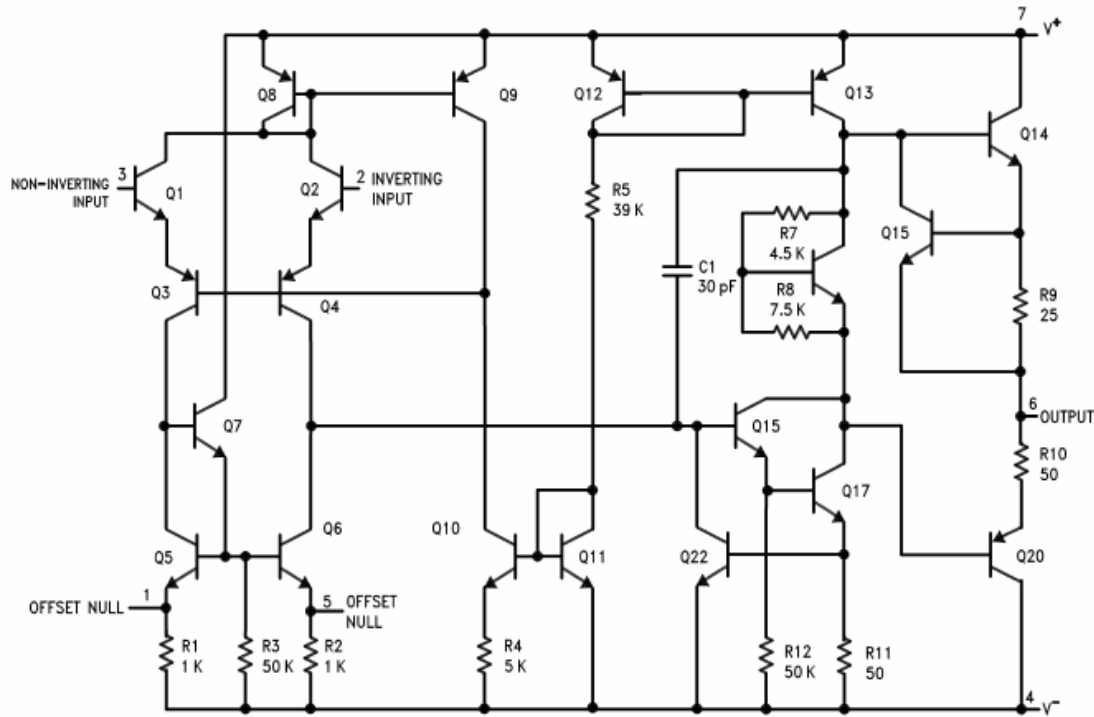 7
V+
Q8
Q9
Q12
Q13
Q14
3
NON-INVERTING
INPUT
Q1
Q2
2
INVERTING
INPUT
R5
39 K
R7
4.5 K
Q15
Q3
Q4
C1
30 pF
R8
7.5 K
R9
25
6
OUTPUT
Q7
Q15
R10
50
Q17
Q5
Q6
Q10
Q11
Q22
Q20
OFFSET NULL
1
5
OFFSET
NULL
R1
1 K
R3
50 K
R2
1 K
R4
5 K
R12
50 K
R11
50
4
V-